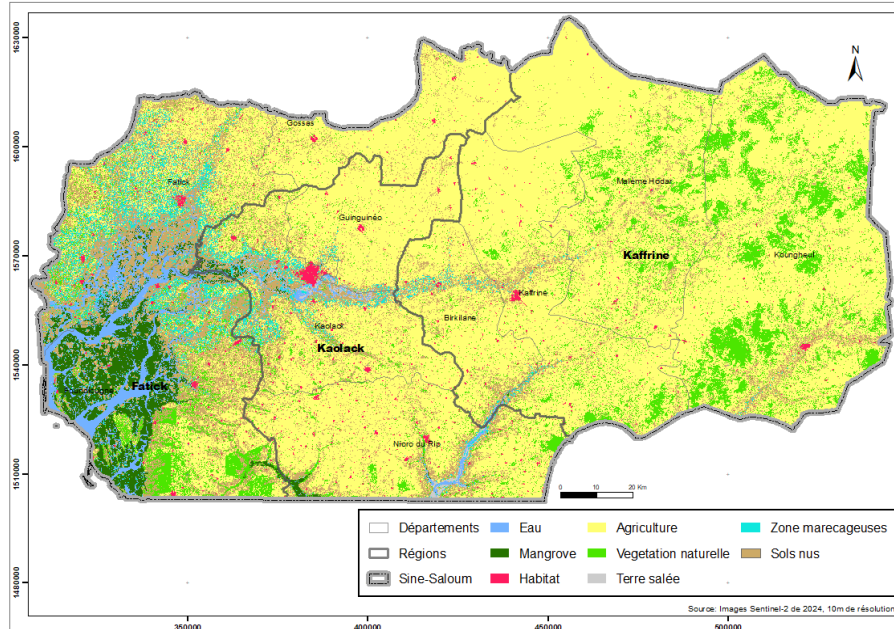 1630000
N
Gossas
1600000
Fatick
Maleme Hodar
Guinguinéo
1570000
Kaffrine
Koungheul
Kaffrine
Kaolack
Birkilane
Kaolack
1540000
Fatick
Nioro du Rip
1510000
0 10 20 Km
Départements
Eau
Agriculture
Zone marecageuses
Régions
Mangrove
Vegetation naturelle
Sols nus
Sine-Saloum
Habitat
Terre salée
1480000
Source: Images Sentinel-2 de 2024, 10m de résolution
350000
400000
450000
500000